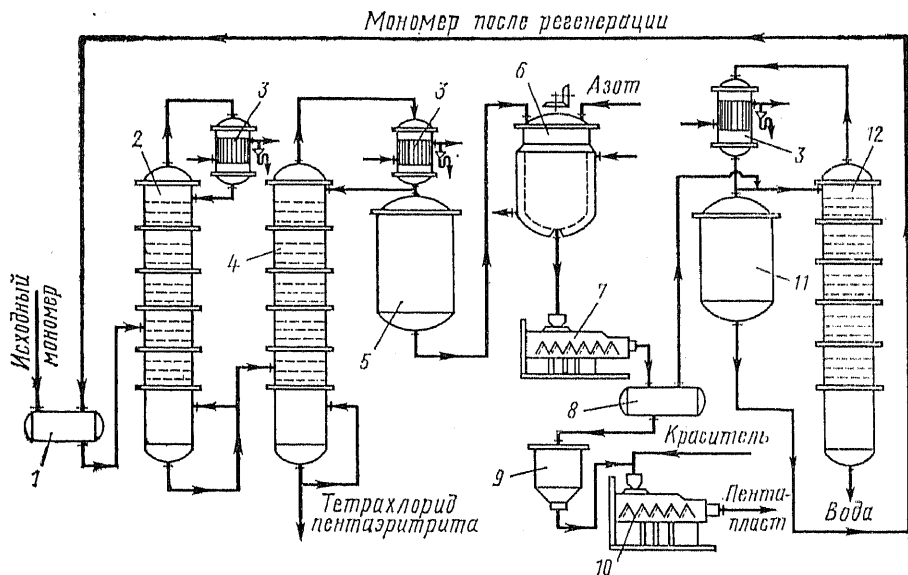 Мономер после регенерации
6
Азот
3
3
2
3
12
4
Исходный
мономер
5
11
7
8
1
Краситель
9
Пента-
пласт
Тетрахлорид
пентаэритрита
10
Вода